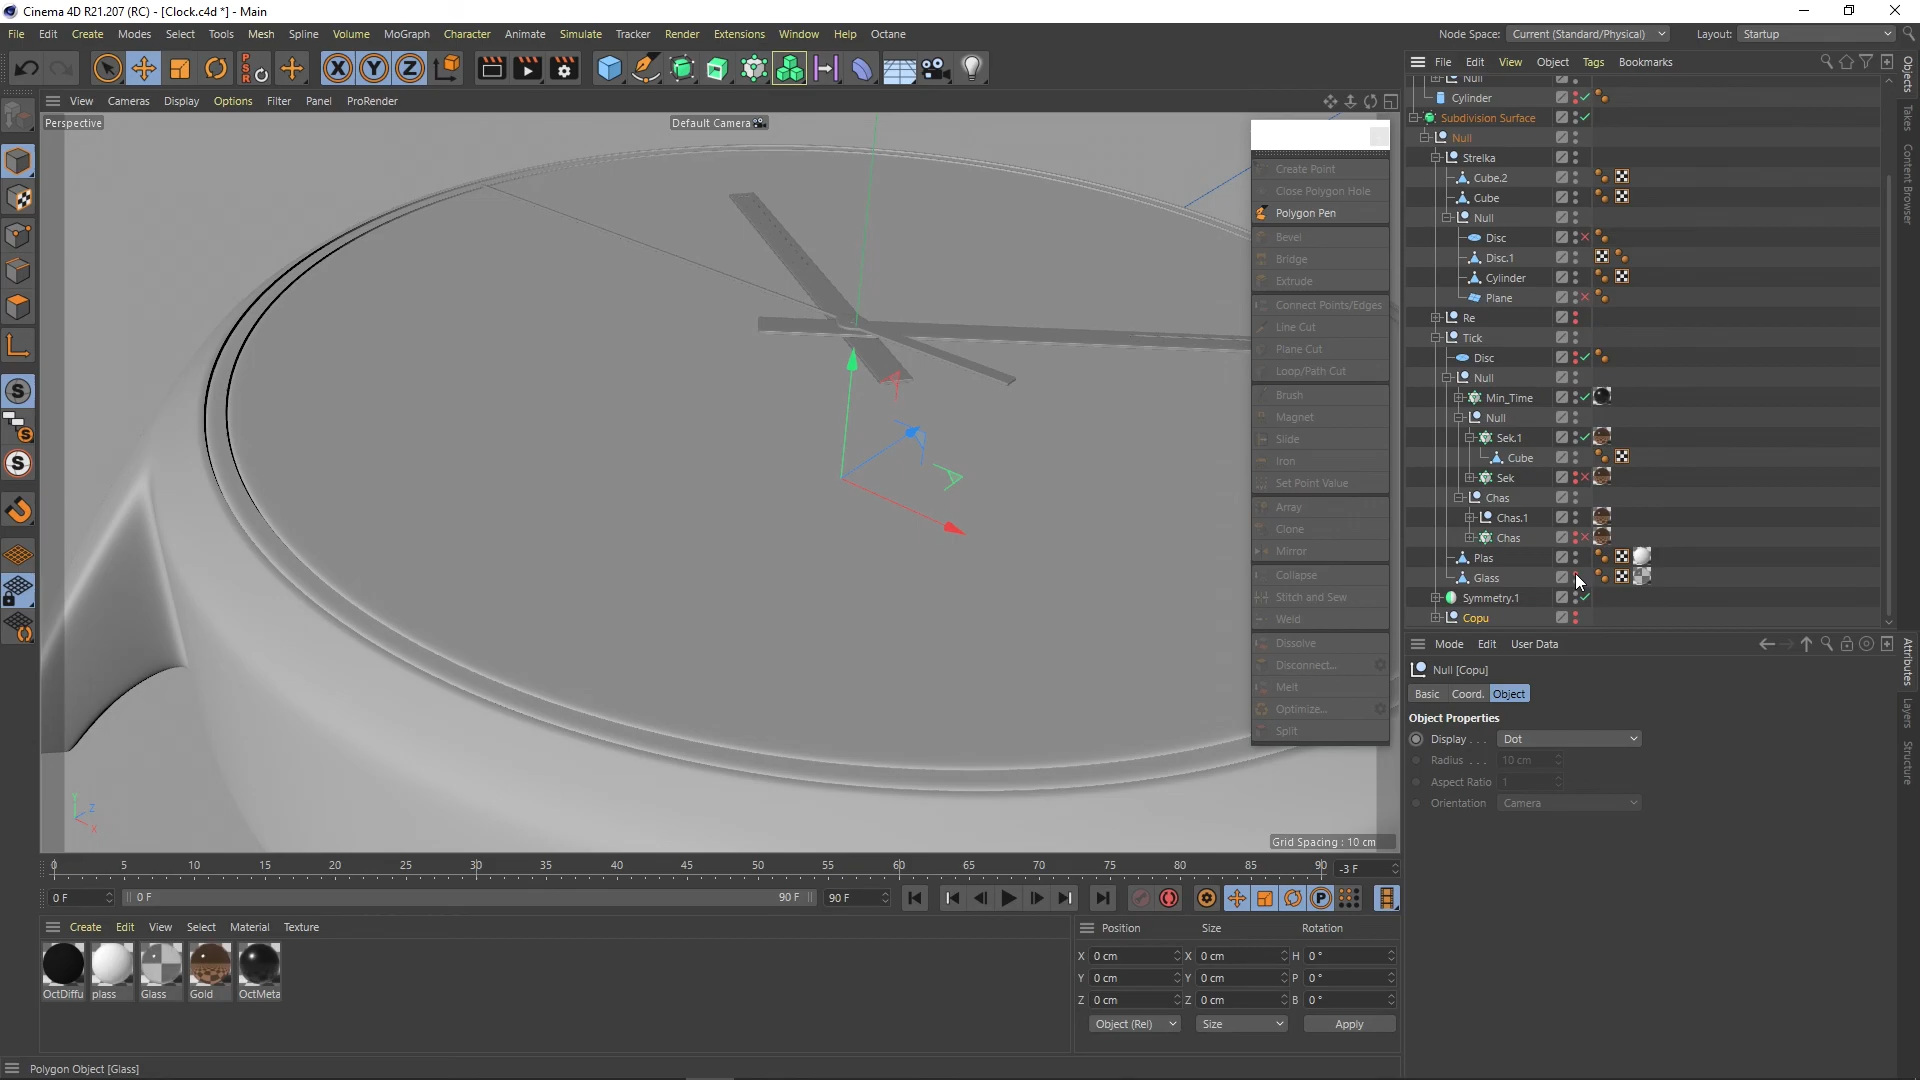 Cinema 4D R21.207 (RC) - [Clock.c4d *] - Main
File Edit Create Modes Select Tools Mesh Spline Volume MoGraph Character Animate Simulate Tracker Render Extensions Window Help Octane
Node Space: Current (Standard/Physical) Layout: Startup
PSR X Y Z
View Cameras Display Options Filter Panel ProRender
Perspective
Default Camera
Create Point
Close Polygon Hole
Polygon Pen
Bevel
Bridge
Extrude
Connect Points/Edges
Line Cut
Plane Cut
Loop/Path Cut
Brush
Magnet
Slide
Iron
Set Point Value
Array
Clone
Mirror
Collapse
Stitch and Sew
Weld
Dissolve
Disconnect...
Melt
Optimize...
Split
Grid Spacing : 10 cm
File Edit View Object Tags Bookmarks
Null
Cylinder
Subdivision Surface
Null
Strelka
Cube.2
Cube
Null
Disc
Disc.1
Cylinder
Plane
Re
Tick
Disc
Null
Min_Time
Null
Sek.1
Cube
Sek
Chas
Chas.1
Chas
Plas
Glass
Symmetry.1
Copu
Objects
Takes
Content Browser
Mode Edit User Data
Null [Copu]
Basic Coord. Object
Object Properties
Display . . . Dot
Radius . . . 10 cm
Aspect Ratio 1
Orientation Camera
Attributes
Layers
Structure
0 5 10 15 20 25 30 35 40 45 50 55 60 65 70 75 80 85 90 -3 F
0 F 0 F 90 F 90 F
Create Edit View Select Material Texture
OctDiffu plass Glass Gold OctMeta
Position Size Rotation
X 0 cm X 0 cm H 0 °
Y 0 cm Y 0 cm P 0 °
Z 0 cm Z 0 cm B 0 °
Object (Rel) Size Apply
Polygon Object [Glass]